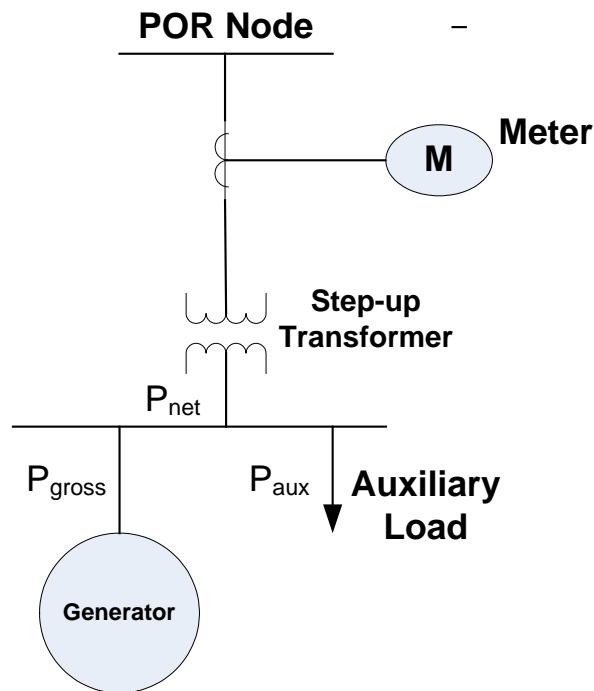 POR Node
–
Meter
M
Step-up
Transformer
Pnet
Pgross
Paux
Auxiliary
Load
Generator